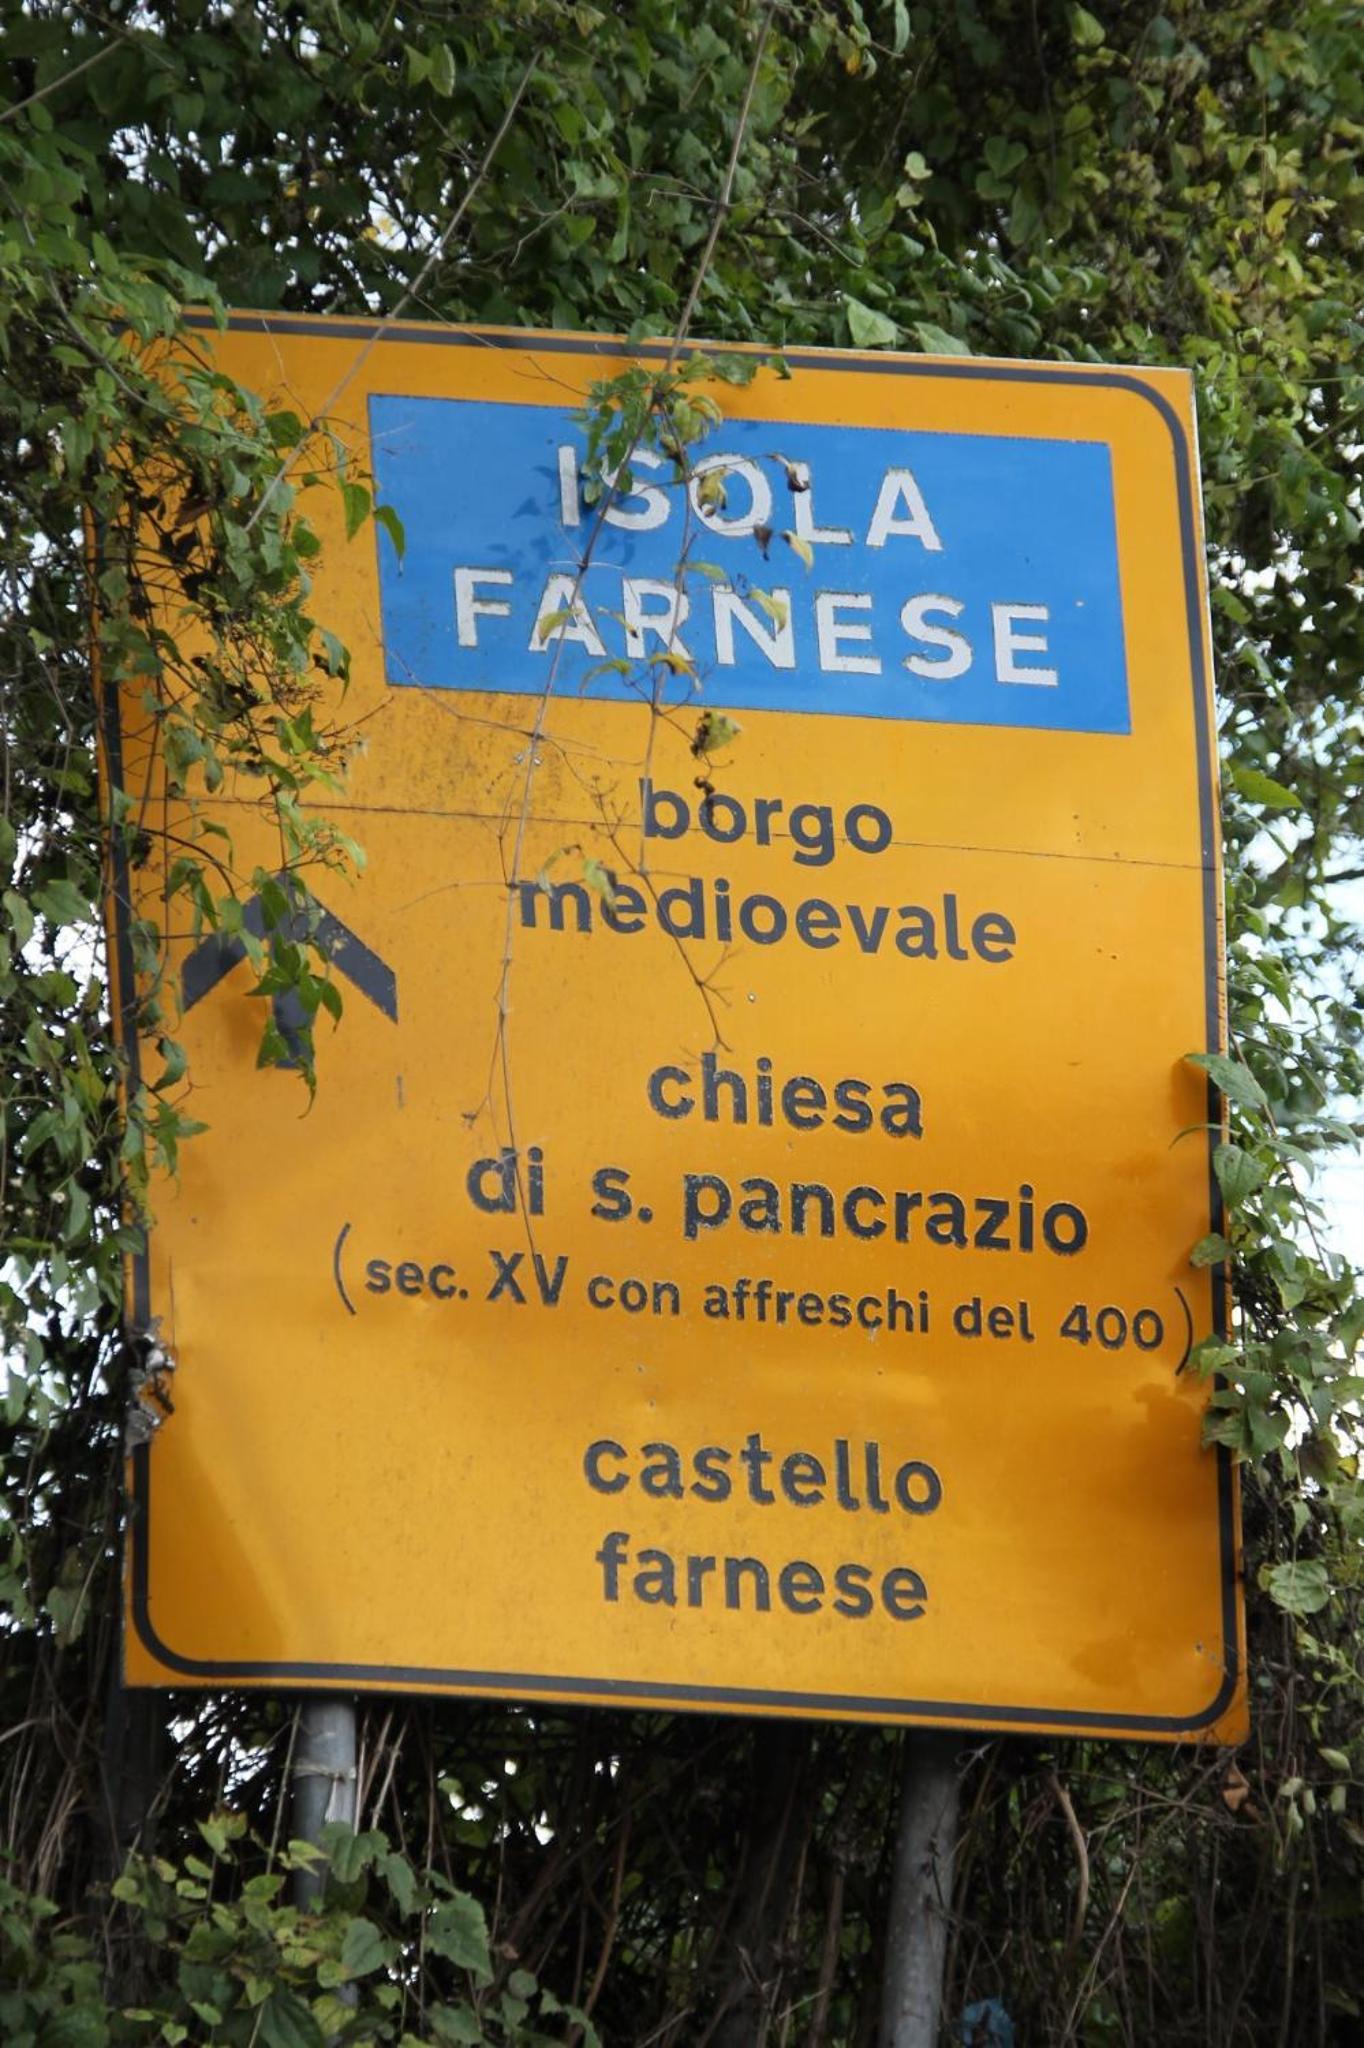 ISOLA
FARNESE
borgo
medioevale
chiesa
di s. pancrazio
(sec. XV con affreschi del 400)
castello
farnese